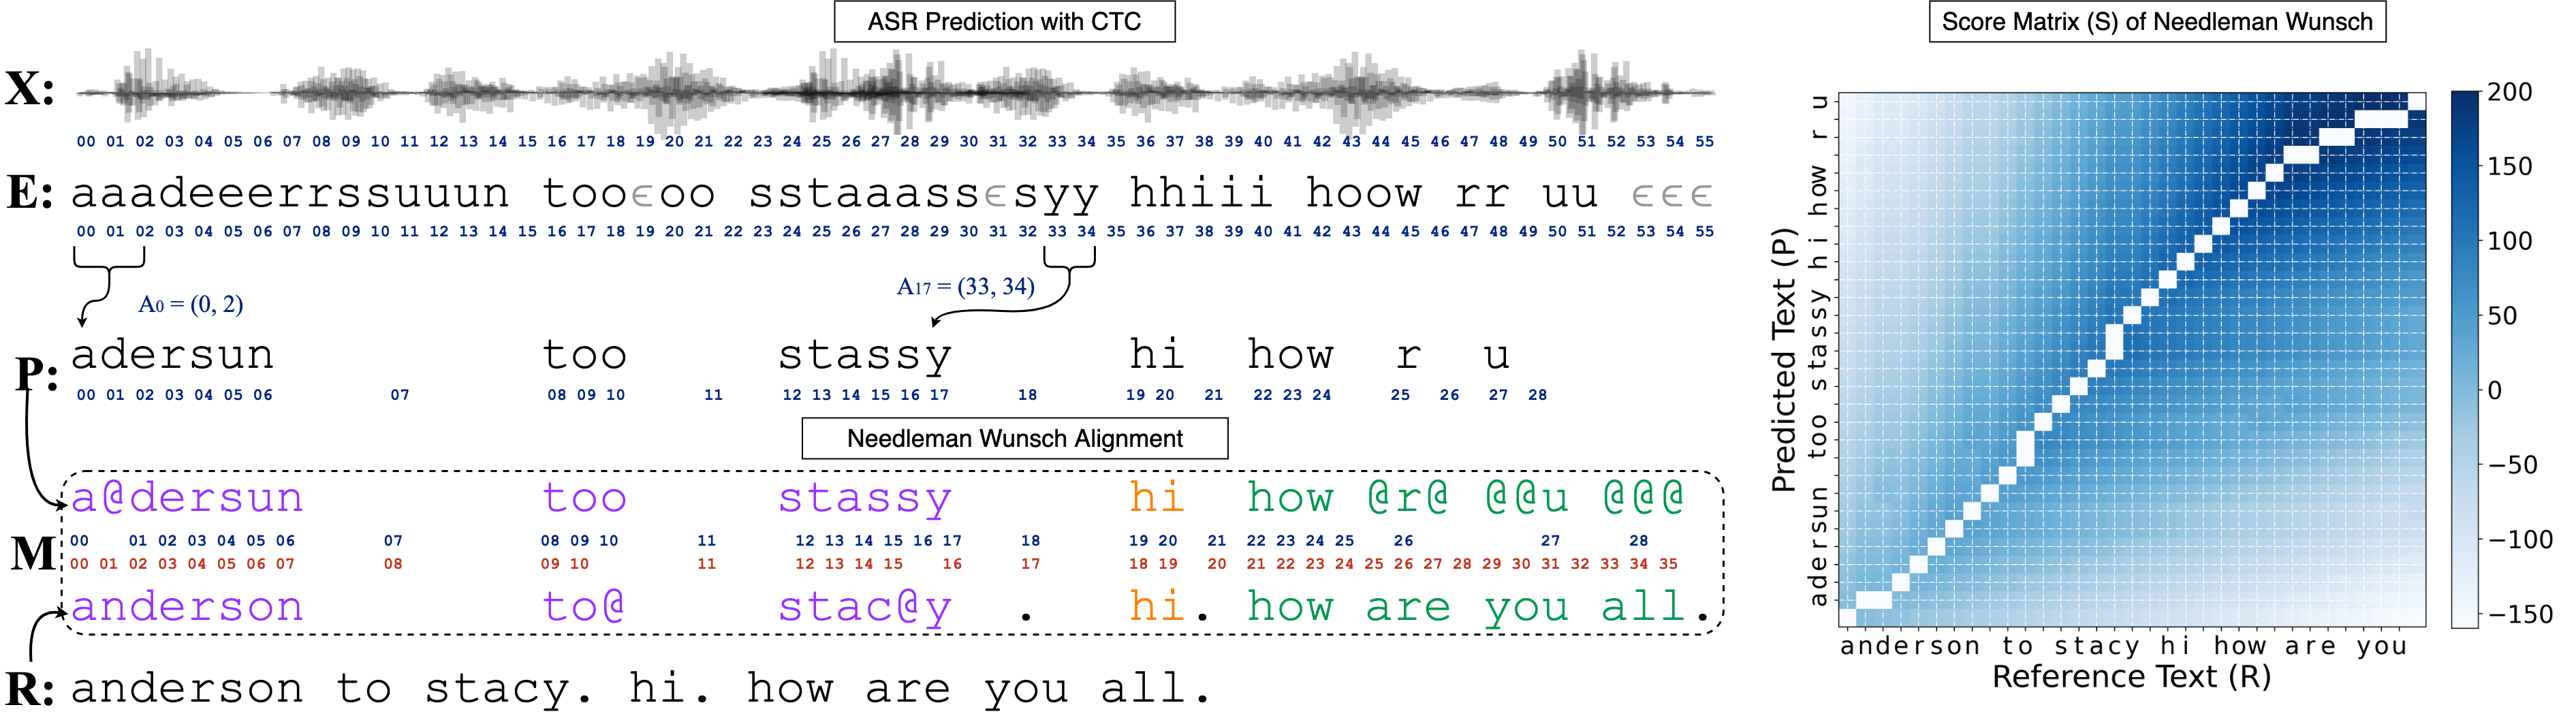 ASR Prediction with CTC
X:
00 01 02 03 04 05 06 07 08 09 10 11 12 13 14 15 16 17 18 19 20 21 22 23 24 25 26 27 28 29 30 31 32 33 34 35 36 37 38 39 40 41 42 43 44 45 46 47 48 49 50 51 52 53 54 55
E: aaadeeerrssuuun tooϵoo sstaaassϵsyy hhiii hoow rr uu ϵϵϵ
00 01 02 03 04 05 06 07 08 09 10 11 12 13 14 15 16 17 18 19 20 21 22 23 24 25 26 27 28 29 30 31 32 33 34 35 36 37 38 39 40 41 42 43 44 45 46 47 48 49 50 51 52 53 54 55
A0 = (0, 2) A17 = (33, 34)
P: adersun too stassy hi how r u
00 01 02 03 04 05 06 07 08 09 10 11 12 13 14 15 16 17 18 19 20 21 22 23 24 25 26 27 28
Needleman Wunsch Alignment
a@dersun too stassy hi how @r@ @@u @@@
M
00 01 02 03 04 05 06 07 08 09 10 11 12 13 14 15 16 17 18 19 20 21 22 23 24 25 26 27 28
00 01 02 03 04 05 06 07 08 09 10 11 12 13 14 15 16 17 18 19 20 21 22 23 24 25 26 27 28 29 30 31 32 33 34 35
anderson to@ stac@y . hi. how are you all.
R: anderson to stacy. hi. how are you all.
Score Matrix (S) of Needleman Wunsch
Predicted Text (P)
adersun too stassy hi how r u
anderson to stacy hi how are you
Reference Text (R)
200
150
100
50
0
−50
−100
−150